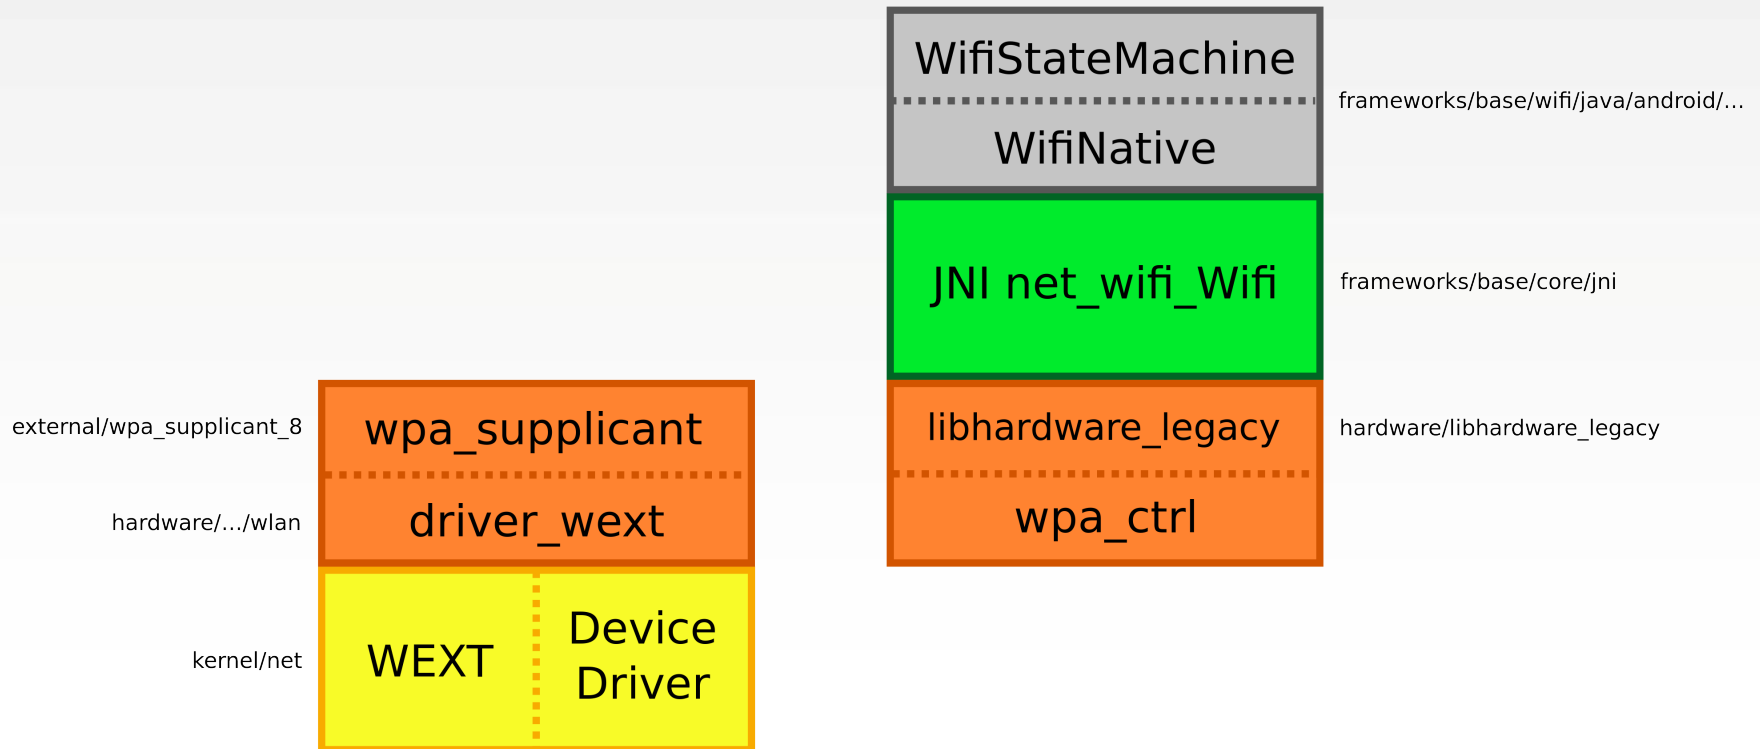 WifiStateMachine
frameworks/base/wifi/java/android/...
WifiNative
JNI net_wifi_Wifi
frameworks/base/core/jni
external/wpa_supplicant_8
wpa_supplicant
libhardware_legacy
hardware/libhardware_legacy
hardware/.../wlan
driver_wext
wpa_ctrl
kernel/net
WEXT
Device
Driver